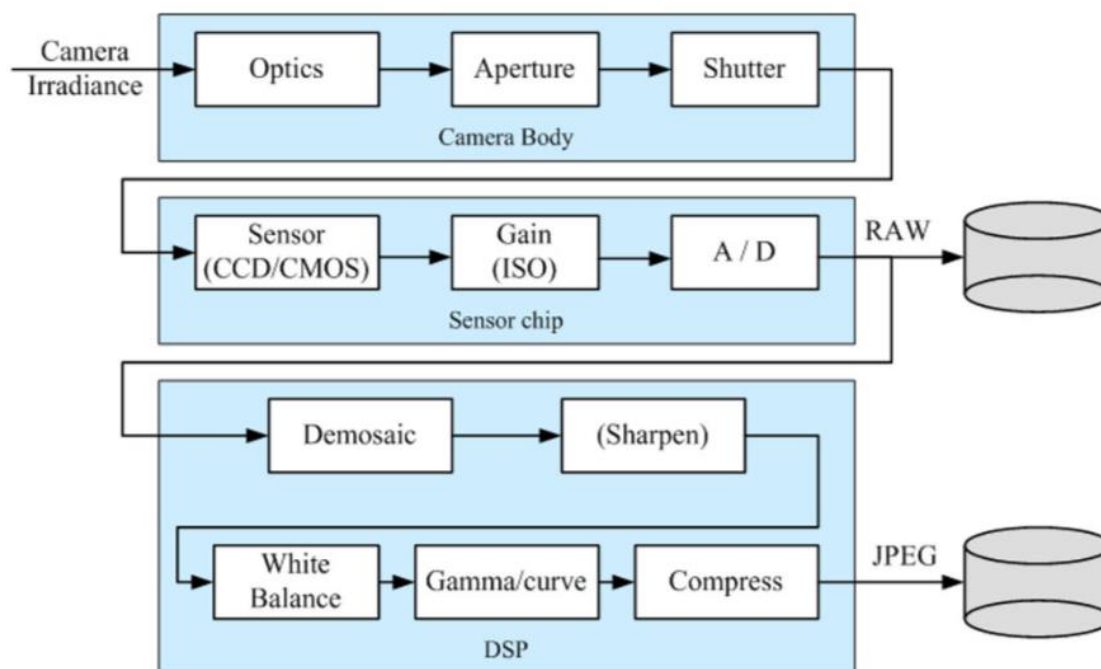 Camera
Irradiance
Optics
Aperture
Shutter
Camera Body
Sensor
(CCD/CMOS)
Gain
(ISO)
A / D
RAW
Sensor chip
Demosaic
(Sharpen)
White
Balance
Gamma/curve
Compress
JPEG
DSP